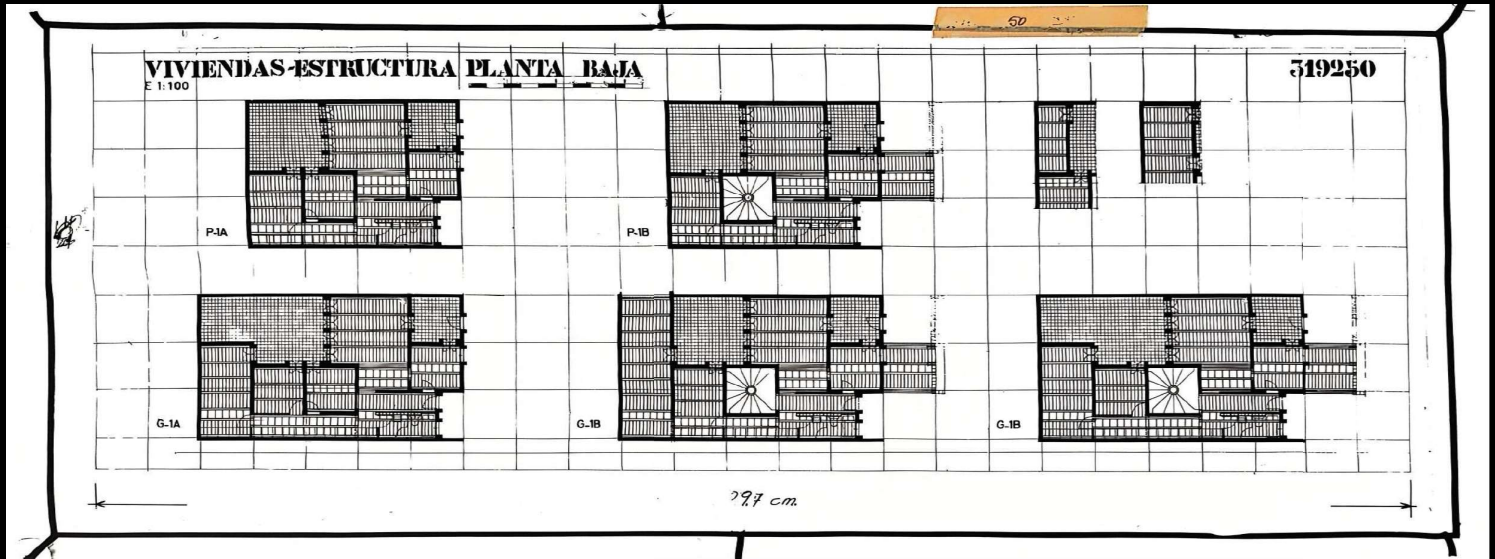 50
VIVIENDAS-ESTRUCTURA PLANTA BAJA
319250
E 1:100
P-1A
P-1B
G-1A
G-1B
G-1B
29,7 cm.